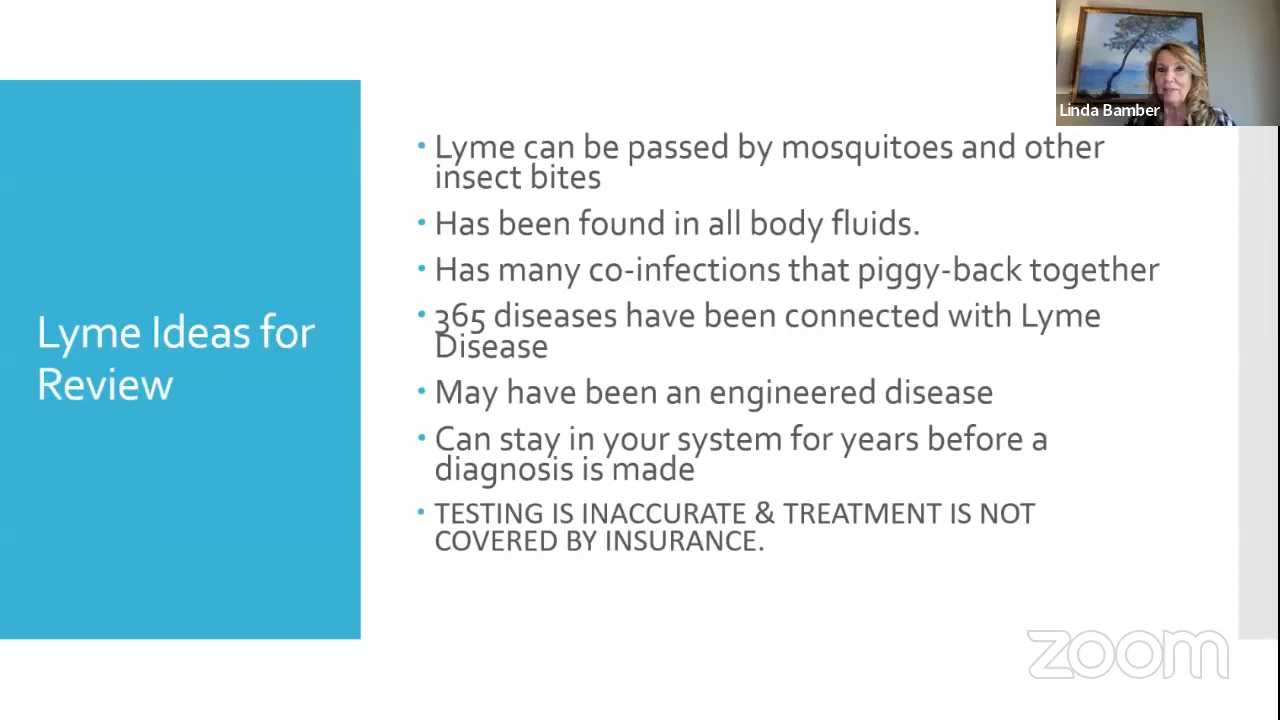 Linda Bamber
Lyme Ideas for
Review
• Lyme can be passed by mosquitoes and other
insect bites
• Has been found in all body fluids.
• Has many co-infections that piggy-back together
• 365 diseases have been connected with Lyme
Disease
• May have been an engineered disease
• Can stay in your system for years before a
diagnosis is made
• TESTING IS INACCURATE & TREATMENT IS NOT
COVERED BY INSURANCE.
zoom